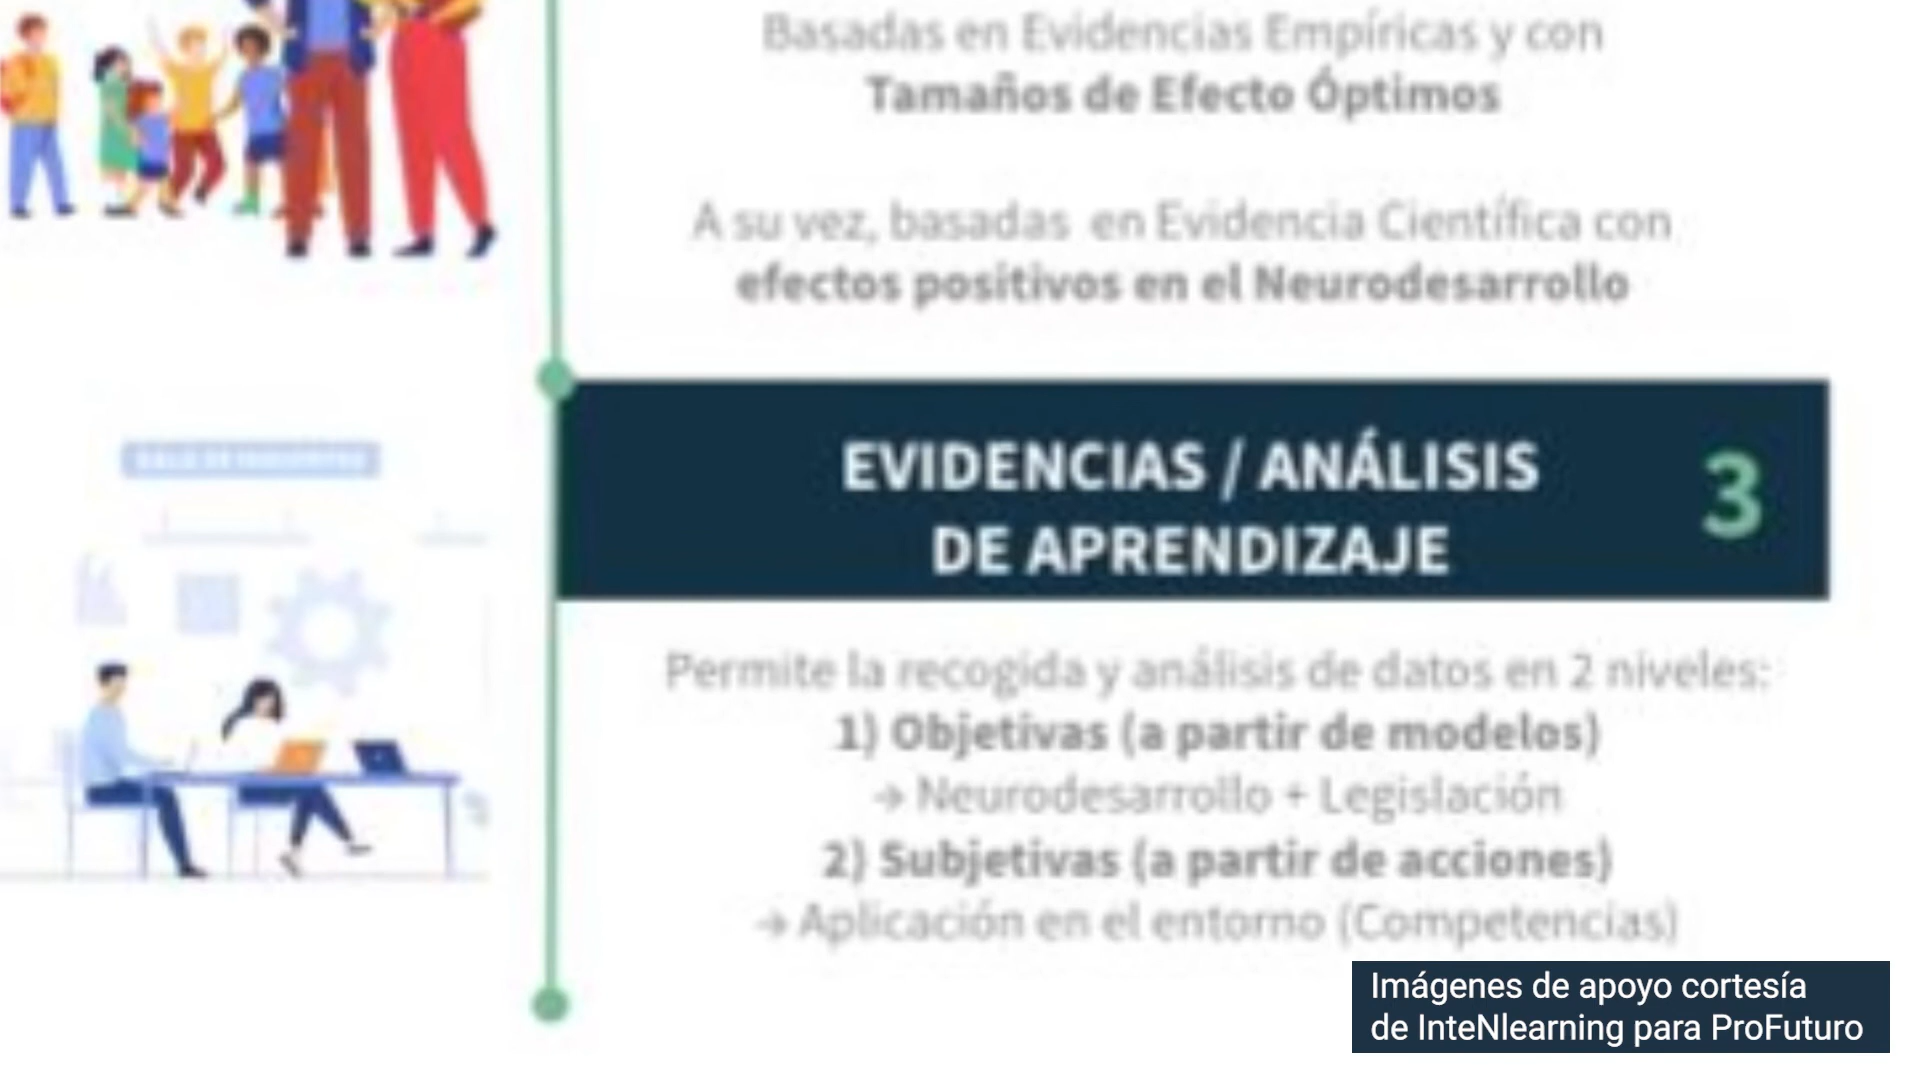 Basadas en Evidencias Empíricas y con
Tamaños de Efecto Óptimos
A su vez, basadas en Evidencia Científica con
efectos positivos en el Neurodesarrollo
EVIDENCIAS / ANÁLISIS
DE APRENDIZAJE
3
Permite la recogida y análisis de datos en 2 niveles:
1) Objetivas (a partir de modelos)
→ Neurodesarrollo + Legislación
2) Subjetivas (a partir de acciones)
→ Aplicación en el entorno (Competencias)
Imágenes de apoyo cortesía
de InteNlearning para ProFuturo